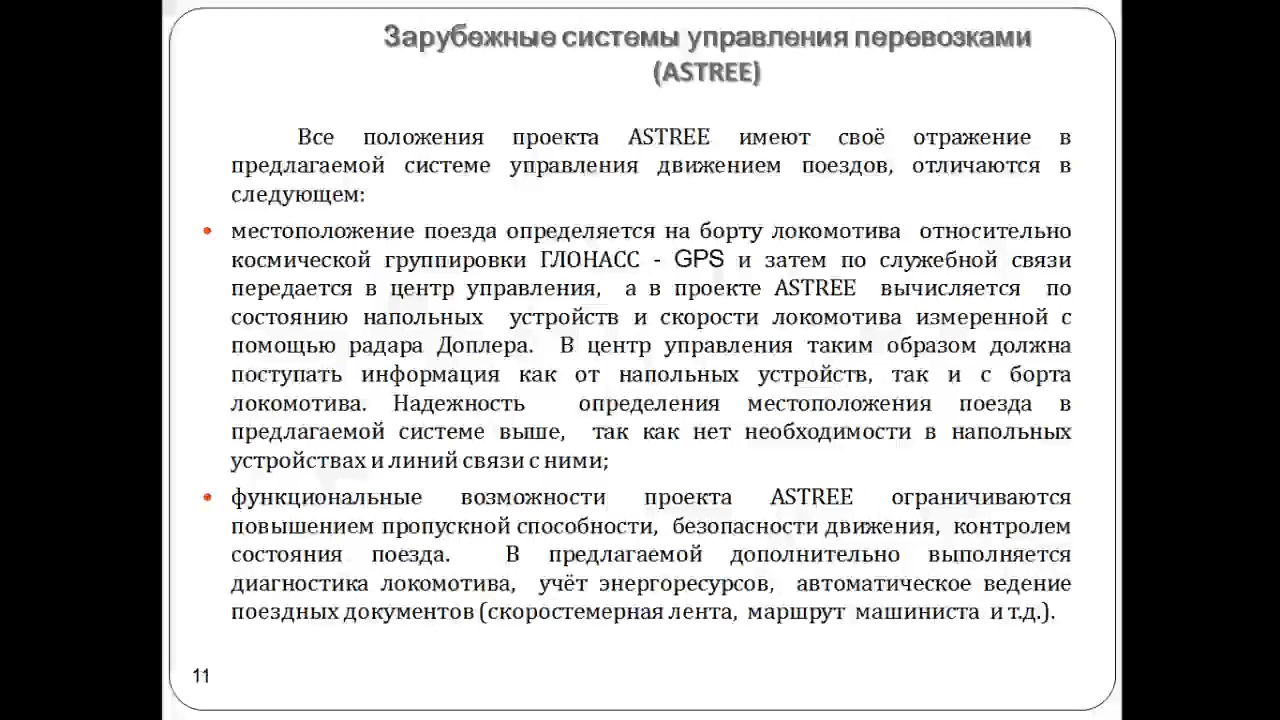 Зарубежные системы управления перевозками
(ASTREE)
Все положения проекта ASTREE имеют своё отражение в
предлагаемой системе управления движением поездов, отличаются в
следующем:
• местоположение поезда определяется на борту локомотива относительно
космической группировки ГЛОНАСС - GPS и затем по служебной связи
передается в центр управления, а в проекте ASTREE вычисляется по
состоянию напольных устройств и скорости локомотива измеренной с
помощью радара Доплера. В центр управления таким образом должна
поступать информация как от напольных устройств, так и с борта
локомотива. Надежность определения местоположения поезда в
предлагаемой системе выше, так как нет необходимости в напольных
устройствах и линий связи с ними;
• функциональные возможности проекта ASTREE ограничиваются
повышением пропускной способности, безопасности движения, контролем
состояния поезда. В предлагаемой дополнительно выполняется
диагностика локомотива, учёт энергоресурсов, автоматическое ведение
поездных документов (скоростемерная лента, маршрут машиниста и т.д.).
11